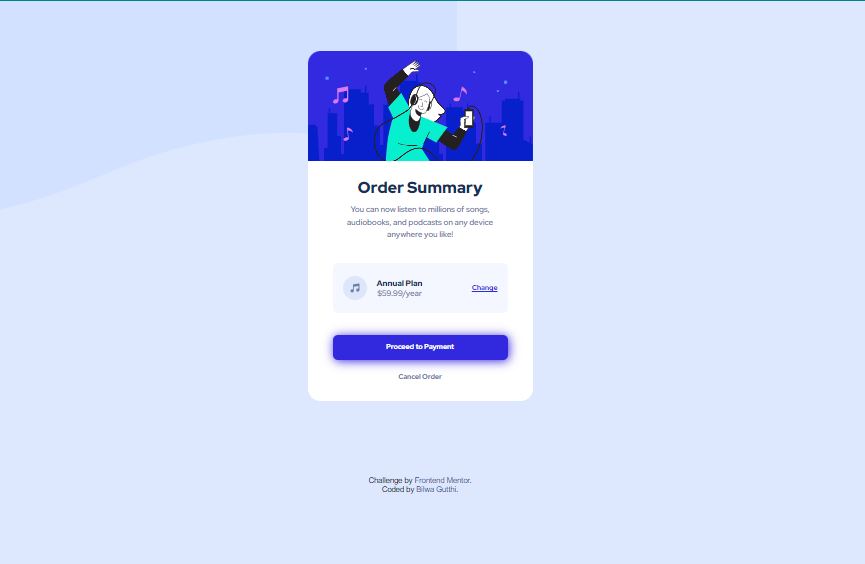 Order Summary
You can now listen to millions of songs,
audiobooks, and podcasts on any device
anywhere you like!
Annual Plan
$59.99/year
Change
Proceed to Payment
Cancel Order
Challenge by Frontend Mentor.
Coded by Bilwa Gutthi.